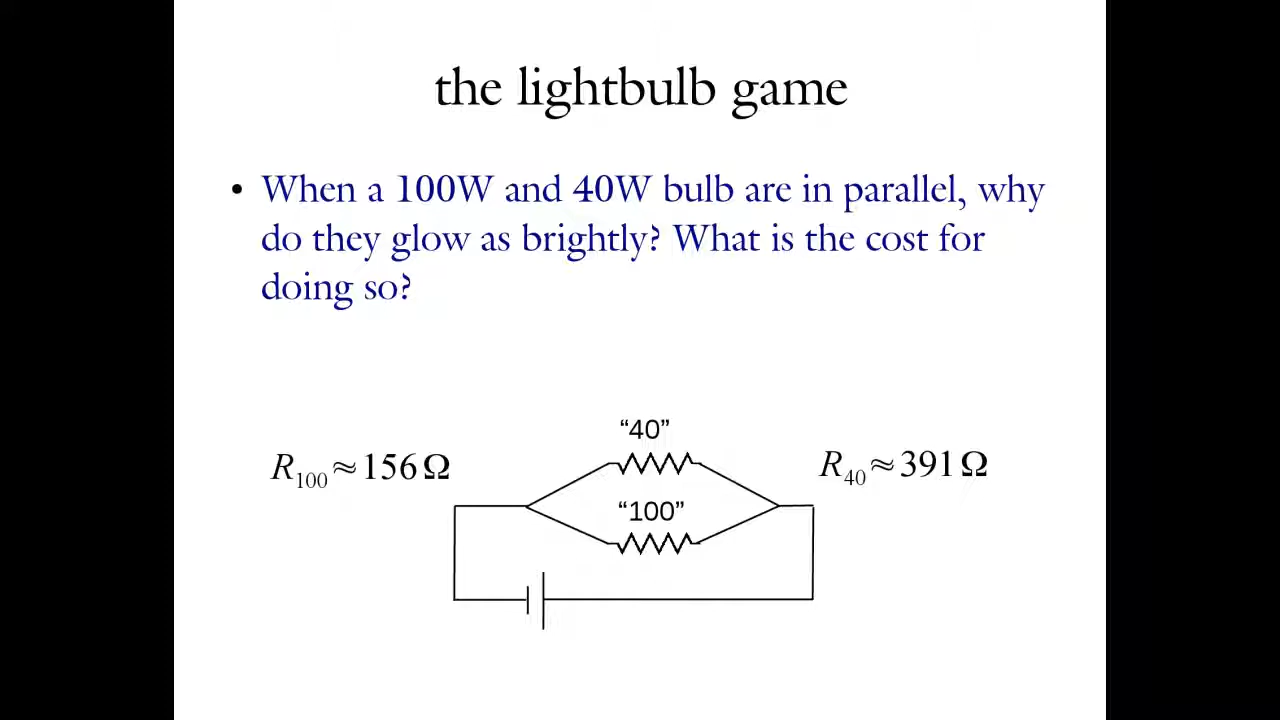 the lightbulb game
• When a 100W and 40W bulb are in parallel, why
do they glow as brightly? What is the cost for
doing so?
“40”
R₁₀₀ ≈ 156 Ω
R₄₀ ≈ 391 Ω
“100”